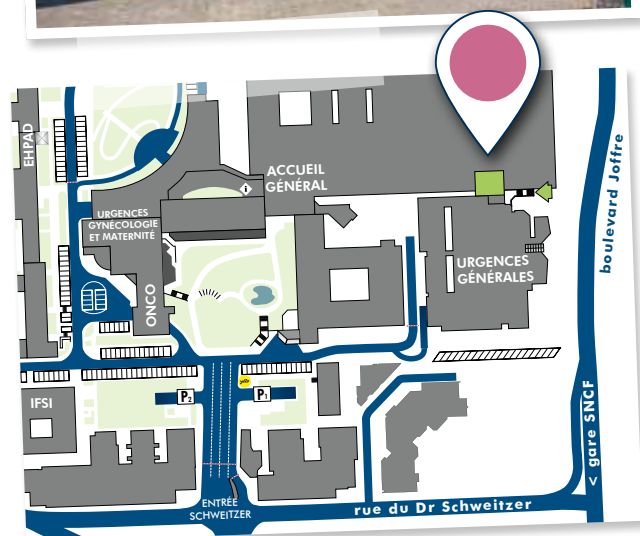 EHPAD
ACCUEIL
GÉNÉRAL
i
URGENCES
GYNÉCOLOGIE
ET MATERNITÉ
URGENCES
GÉNÉRALES
boulevard Joffre
ONCO
P2
P1
IFSI
< gare SNCF
ENTRÉE
SCHWEITZER
rue du Dr Schweitzer